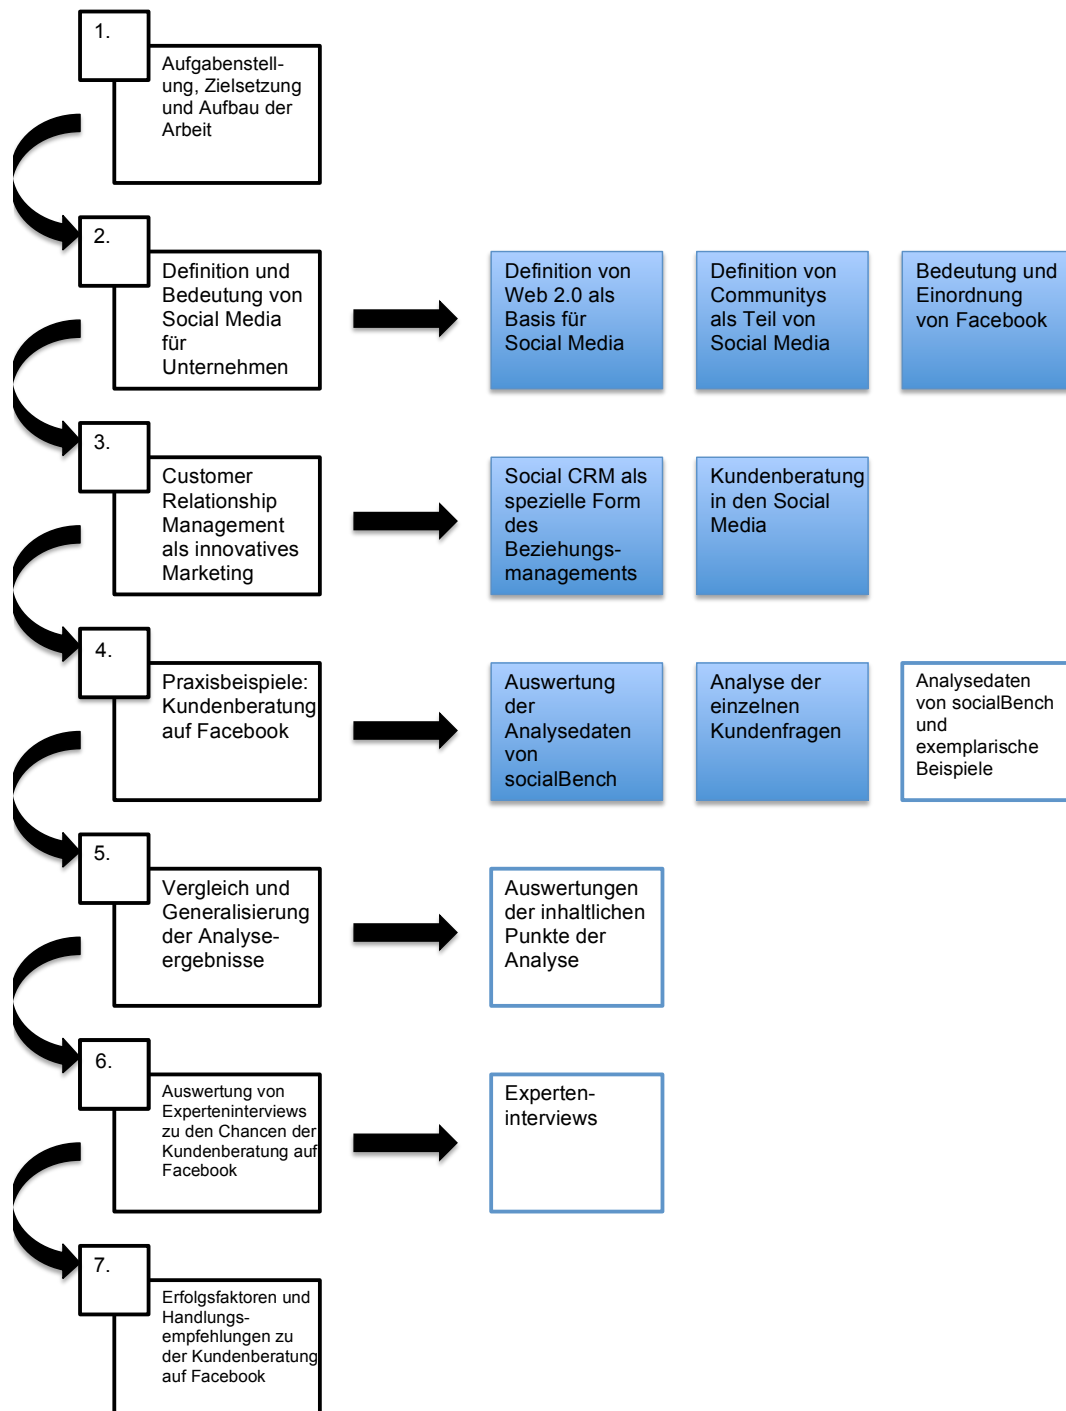 1.
Aufgabenstell-
ung, Zielsetzung
und Aufbau der
Arbeit
2.
Definition und
Bedeutung von
Social Media
für
Unternehmen
Definition von
Web 2.0 als
Basis für
Social Media
Definition von
Communitys
als Teil von
Social Media
Bedeutung und
Einordnung
von Facebook
3.
Customer
Relationship
Management
als innovatives
Marketing
Social CRM als
spezielle Form
des
Beziehungs-
managements
Kundenberatung
in den Social
Media
4.
Praxisbeispiele:
Kundenberatung
auf Facebook
Auswertung
der
Analysedaten
von
socialBench
Analyse der
einzelnen
Kundenfragen
Analysedaten
von socialBench
und
exemplarische
Beispiele
5.
Vergleich und
Generalisierung
der Analyse-
ergebnisse
Auswertungen
der inhaltlichen
Punkte der
Analyse
6.
Auswertung von
Experteninterviews
zu den Chancen der
Kundenberatung auf
Facebook
Experten-
interviews
7.
Erfolgsfaktoren und
Handlungs-
empfehlungen zu
der Kundenberatung
auf Facebook